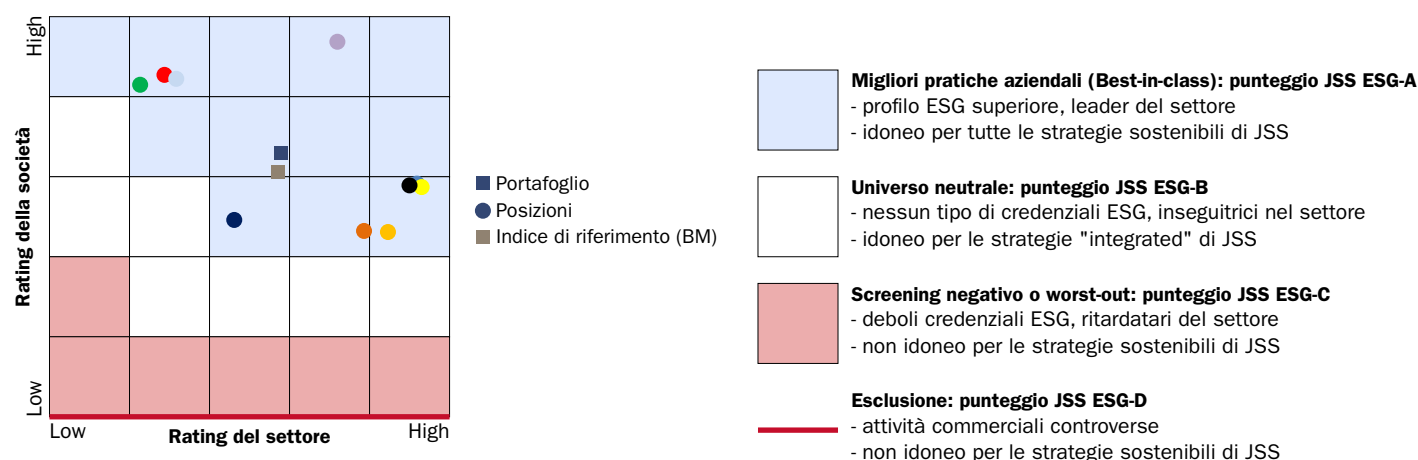 High
Rating della società
Low
Low
Rating del settore
High
Portafoglio
Posizioni
Indice di riferimento (BM)
Migliori pratiche aziendali (Best-in-class): punteggio JSS ESG-A
- profilo ESG superiore, leader del settore
- idoneo per tutte le strategie sostenibili di JSS
Universo neutrale: punteggio JSS ESG-B
- nessun tipo di credenziali ESG, inseguitrici nel settore
- idoneo per le strategie "integrated" di JSS
Screening negativo o worst-out: punteggio JSS ESG-C
- deboli credenziali ESG, ritardatari del settore
- non idoneo per le strategie sostenibili di JSS
Esclusione: punteggio JSS ESG-D
- attività commerciali controverse
- non idoneo per le strategie sostenibili di JSS